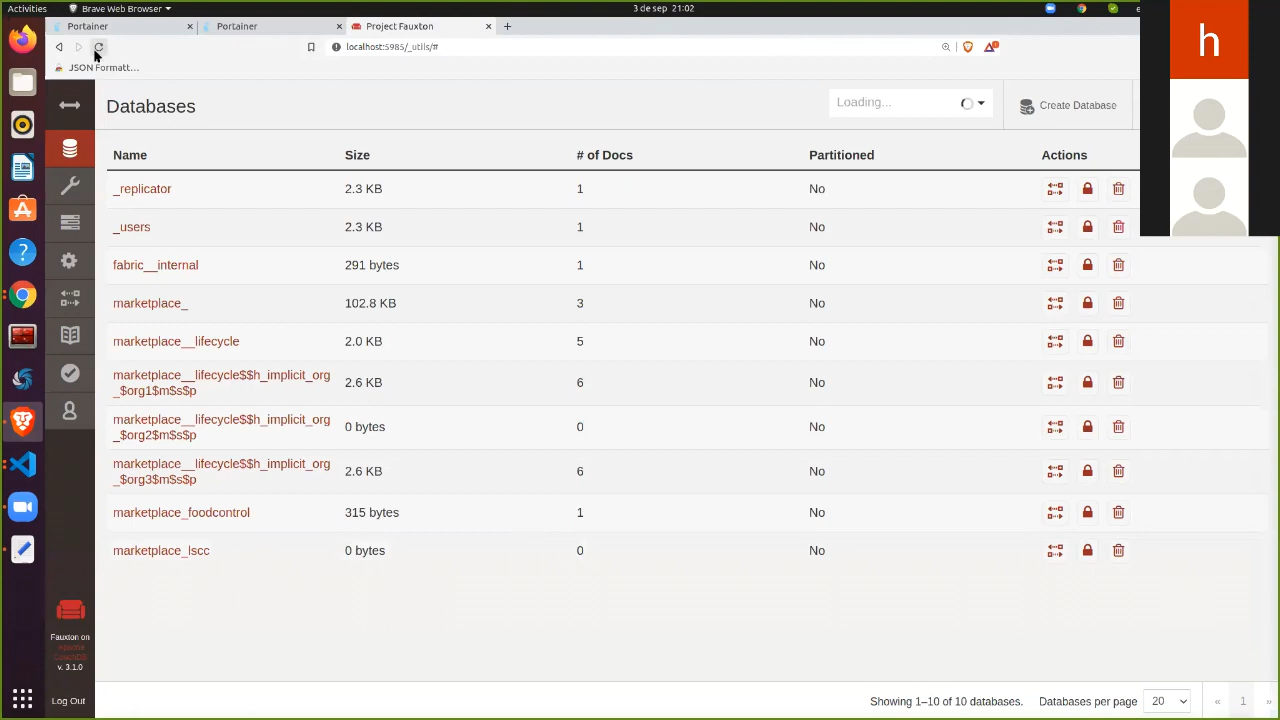 Activities
Brave Web Browser
3 de sep 21:02
Portainer
Portainer
Project Fauxton
localhost:5985/_utils/#
JSON Formatt...
h
Databases
Loading...
Create Database
Name Size # of Docs Partitioned Actions
_replicator 2.3 KB 1 No
_users 2.3 KB 1 No
fabric__internal 291 bytes 1 No
marketplace_ 102.8 KB 3 No
marketplace__lifecycle 2.0 KB 5 No
marketplace__lifecycle$$h_implicit_org
_$org1$m$s$p 2.6 KB 6 No
marketplace__lifecycle$$h_implicit_org
_$org2$m$s$p 0 bytes 0 No
marketplace__lifecycle$$h_implicit_org
_$org3$m$s$p 2.6 KB 6 No
marketplace_foodcontrol 315 bytes 1 No
marketplace_lscc 0 bytes 0 No
Fauxton on
Apache
CouchDB
v. 3.1.0
Log Out
Showing 1–10 of 10 databases.
Databases per page 20
« 1 »